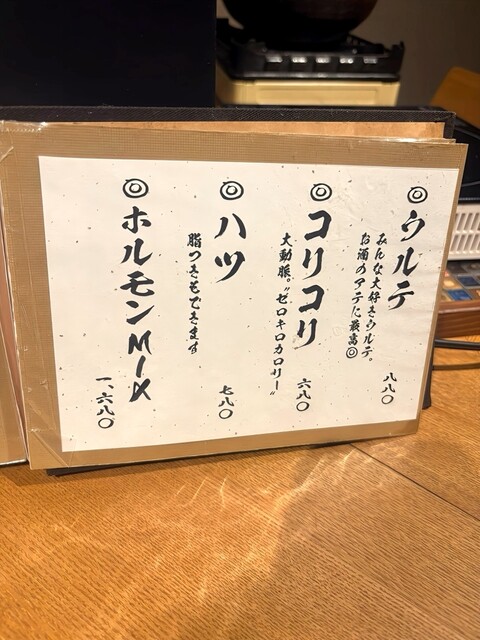 ◎ウルテ
みんな大好きウルテ。
お酒のアテに最高◎
八八〇
◎コリコリ
大動脈。“ゼロキロカロリー„
六八〇
◎ハツ
脂つきもできます
七八〇
◎ホルモンMIX
一、六八〇